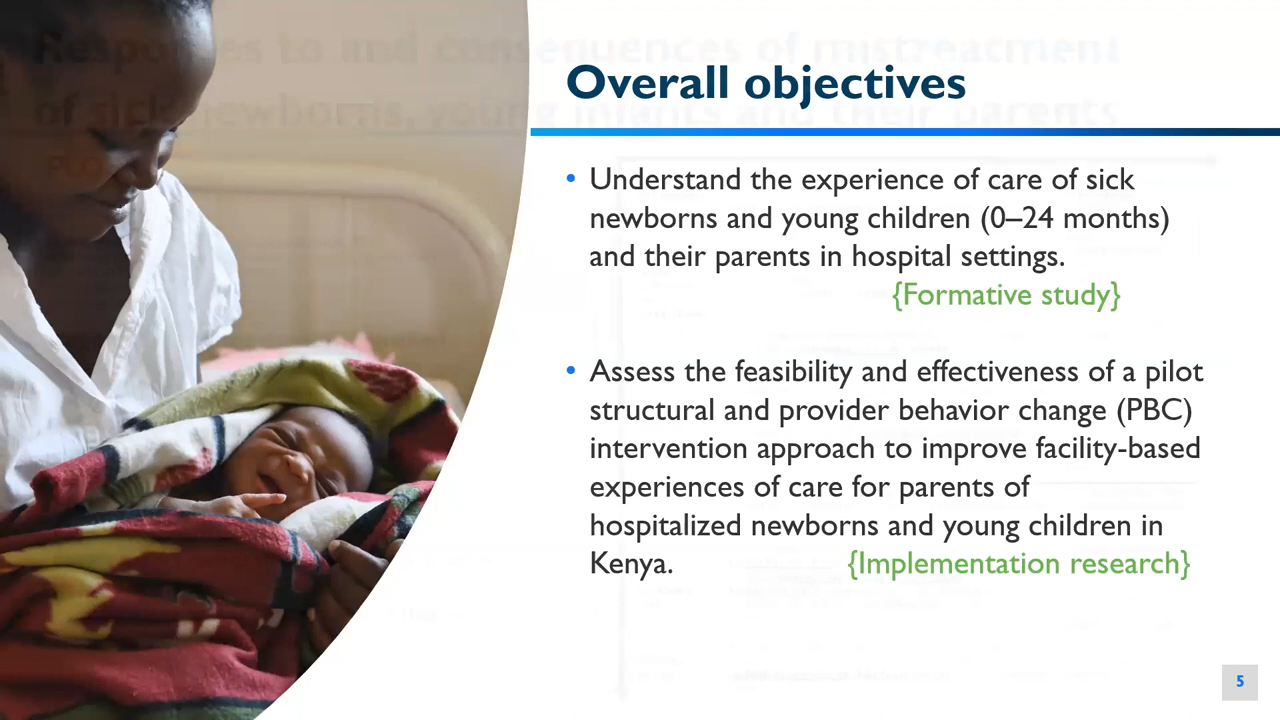 Responses to and consequences of mistreatment
of sick newborns, young infants and their parents
Overall objectives
• Understand the experience of care of sick
newborns and young children (0–24 months)
and their parents in hospital settings.
{Formative study}
• Assess the feasibility and effectiveness of a pilot
structural and provider behavior change (PBC)
intervention approach to improve facility-based
experiences of care for parents of
hospitalized newborns and young children in
Kenya. {Implementation research}
5